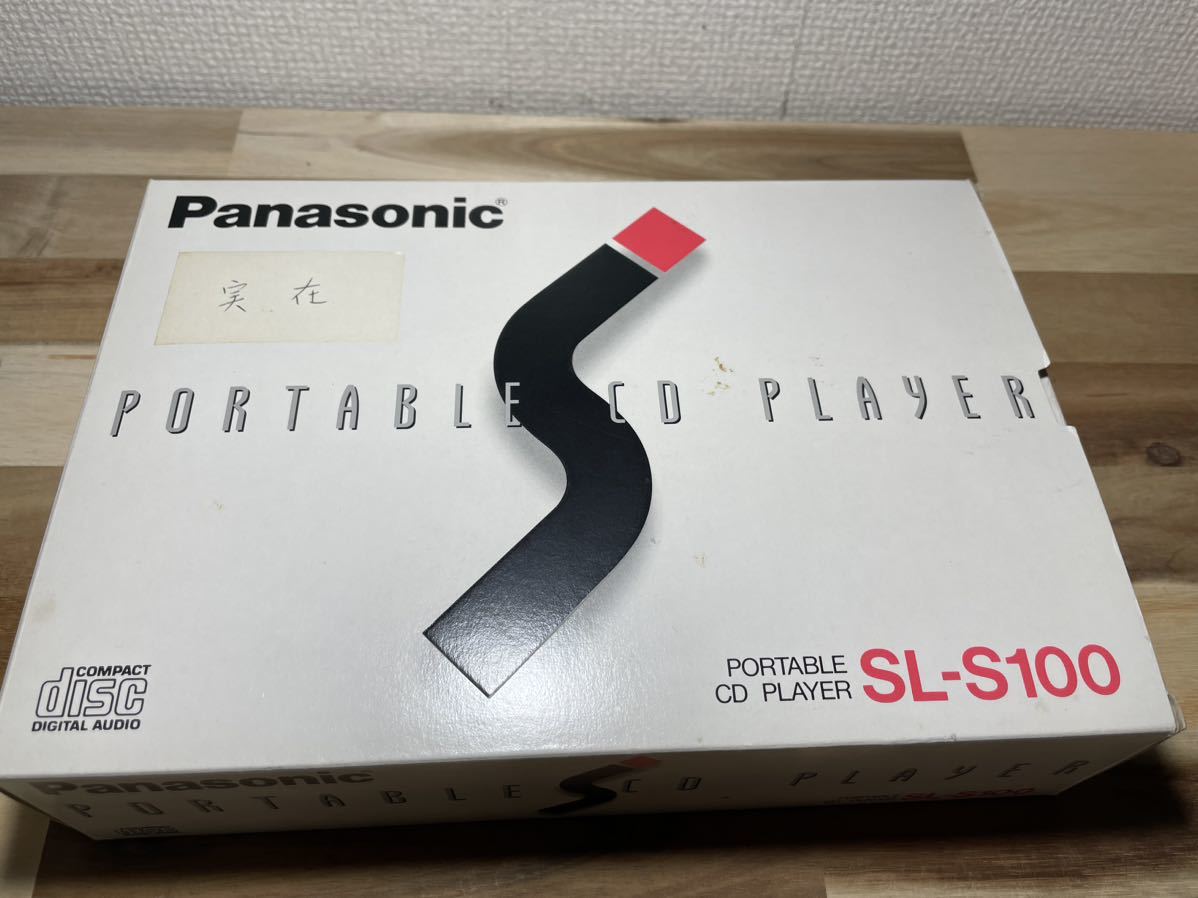 Panasonic®
実 在
PORTABLE CD PLAYER
COMPACT
disc
DIGITAL AUDIO
PORTABLE
CD PLAYER
SL-S100
Panasonic
PORTABLE CD PLAYER
SL-S100